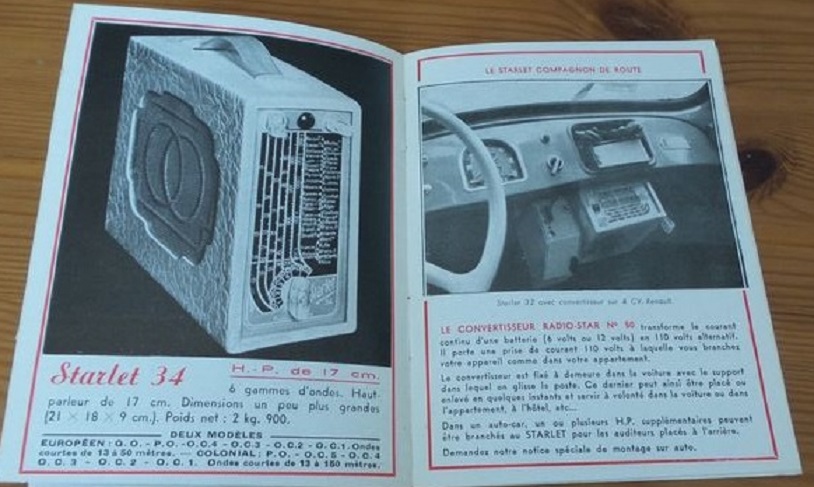 Starlet 34
H.-P. de 17 cm.
6 gammes d'ondes. Haut-
parleur de 17 cm. Dimensions un peu plus grandes
(21 × 18 × 9 cm.). Poids net : 2 kg. 900.
DEUX MODÈLES
EUROPÉEN : G.O. - P.O. - O.C.4 - O.C.3 - O.C.2 - O.C.1. Ondes
courtes de 13 à 50 mètres. — COLONIAL : P.O. - O.C.5 - O.C.4
O.C.3 - O.C.2 - O.C.1. Ondes courtes de 13 à 150 mètres.
LE STARLET COMPAGNON DE ROUTE
Starlet 32 avec convertisseur sur 4 CV. Renault.
LE CONVERTISSEUR RADIO-STAR Nº 50 transforme le courant
continu d'une batterie (6 volts ou 12 volts) en 110 volts alternatif.
Il porte une prise de courant 110 volts à laquelle vous branchez
votre appareil comme dans votre appartement.
Le convertisseur est fixé à demeure dans la voiture avec le support
dans lequel on glisse le poste. Ce dernier peut ainsi être placé ou
enlevé en quelques instants et servir à volonté dans la voiture ou dans
l'appartement, à l'hôtel, etc...
Dans un auto-car, un ou plusieurs H.P. supplémentaires peuvent
être branchés au STARLET pour les auditeurs placés à l'arrière.
Demandez notre notice spéciale de montage sur auto.